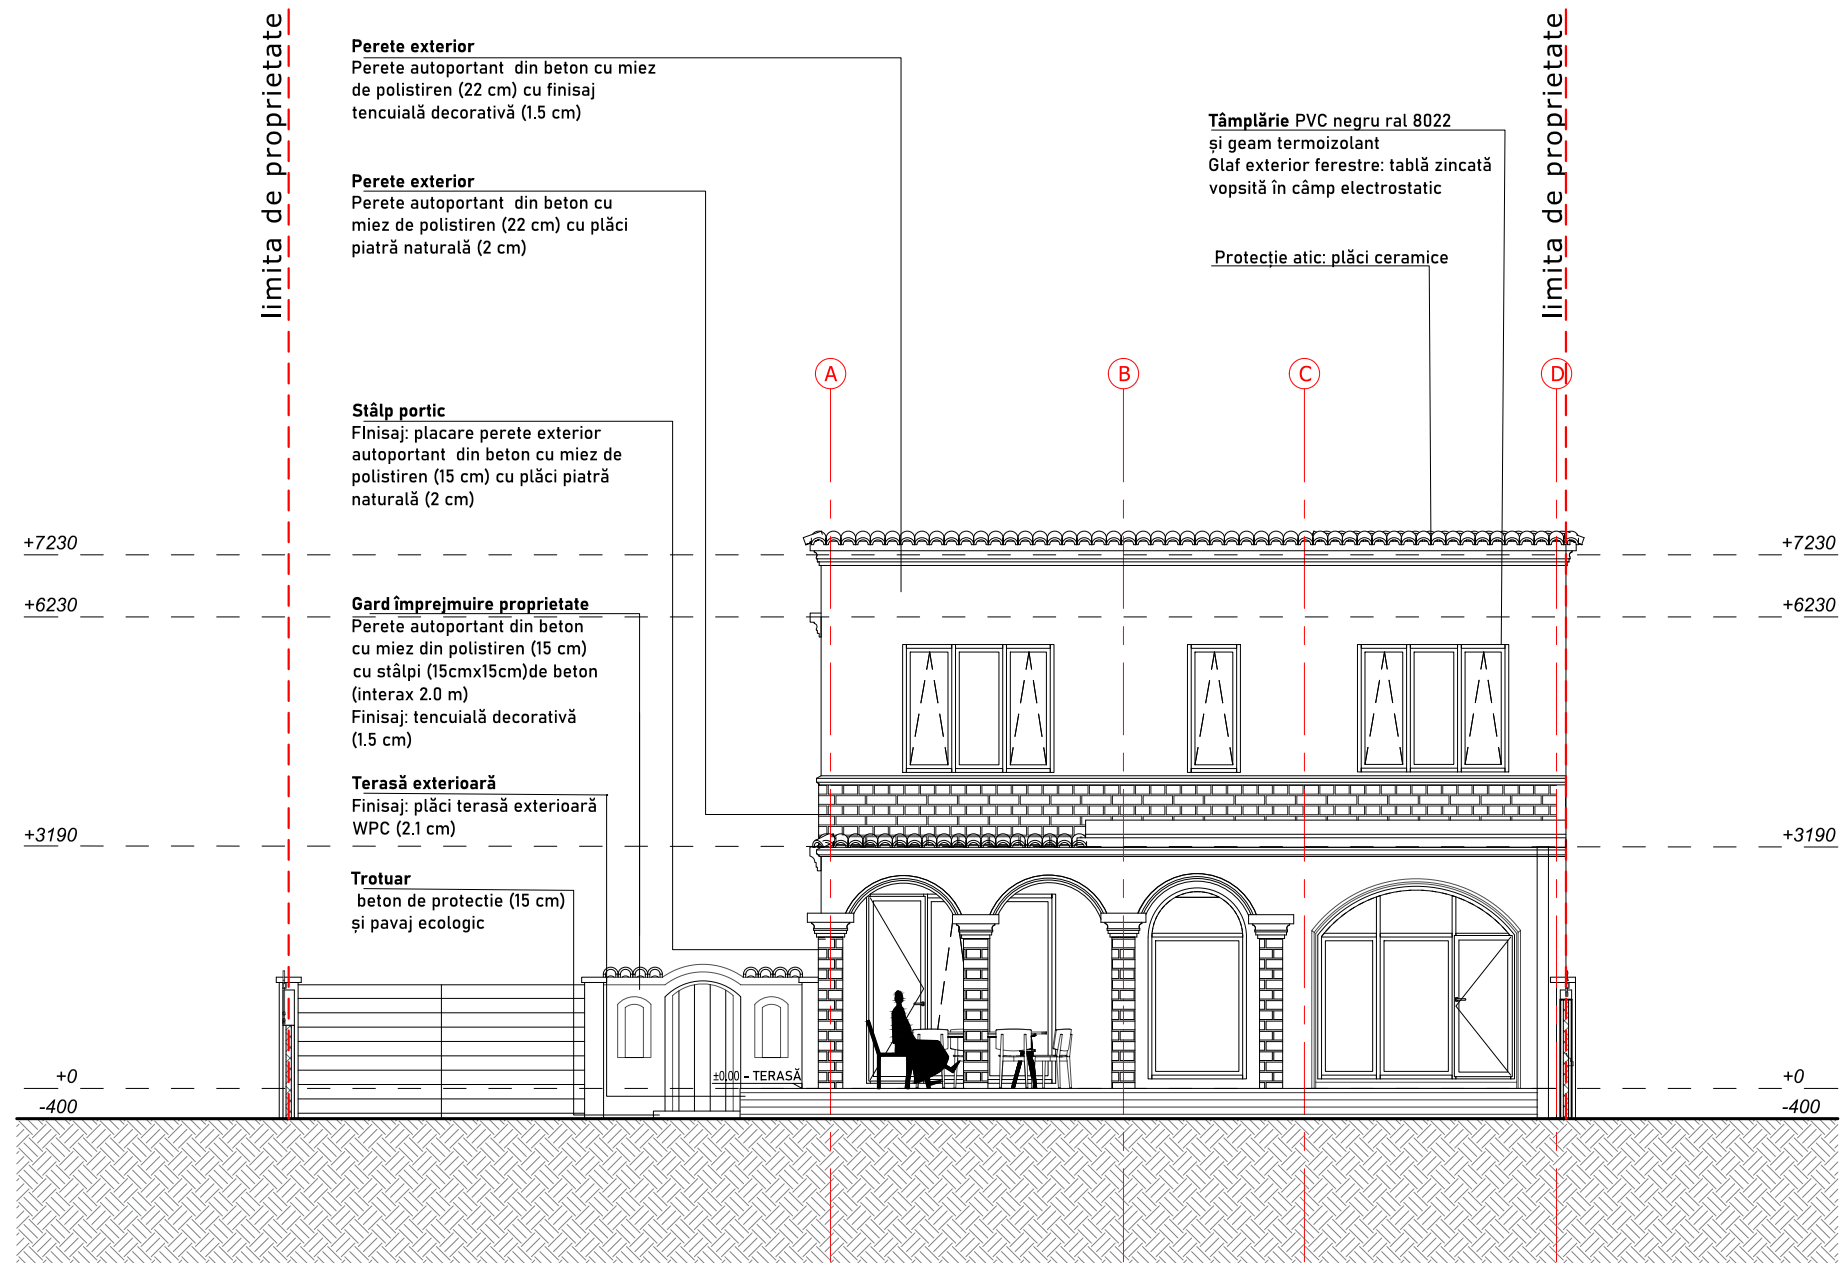 limita de proprietate
Perete exterior
Perete autoportant din beton cu miez
de polistiren (22 cm) cu finisaj
tencuială decorativă (1.5 cm)
Perete exterior
Perete autoportant din beton cu
miez de polistiren (22 cm) cu plăci
piatră naturală (2 cm)
Stâlp portic
FInisaj: placare perete exterior
autoportant din beton cu miez de
polistiren (15 cm) cu plăci piatră
naturală (2 cm)
Gard împrejmuire proprietate
Perete autoportant din beton
cu miez din polistiren (15 cm)
cu stâlpi (15cmx15cm)de beton
(interax 2.0 m)
Finisaj: tencuială decorativă
(1.5 cm)
Terasă exterioară
Finisaj: plăci terasă exterioară
WPC (2.1 cm)
Trotuar
beton de protectie (15 cm)
și pavaj ecologic
Tâmplărie PVC negru ral 8022
și geam termoizolant
Glaf exterior ferestre: tablă zincată
vopsită în câmp electrostatic
Protecție atic: plăci ceramice
limita de proprietate
A
B
C
D
+7230
+6230
+3190
+0
-400
+7230
+6230
+3190
+0
-400
±0.00 - TERASĂ